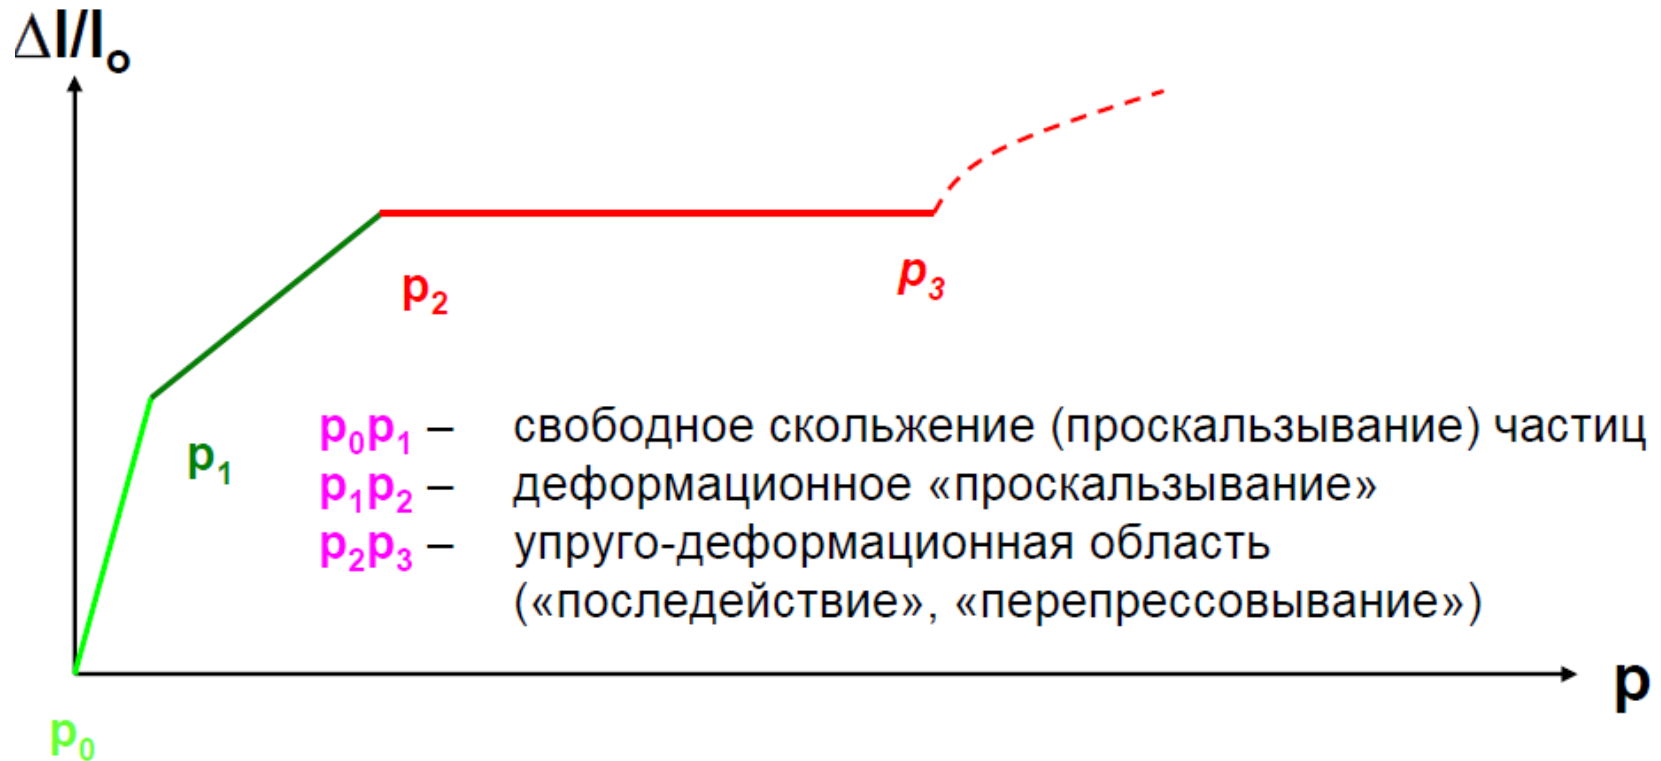 Δl/lₒ
p₂
p₃
p₁
p₀p₁ – свободное скольжение (проскальзывание) частиц
p₁p₂ – деформационное «проскальзывание»
p₂p₃ – упруго-деформационная область
(«последействие», «перепрессовывание»)
p
p₀